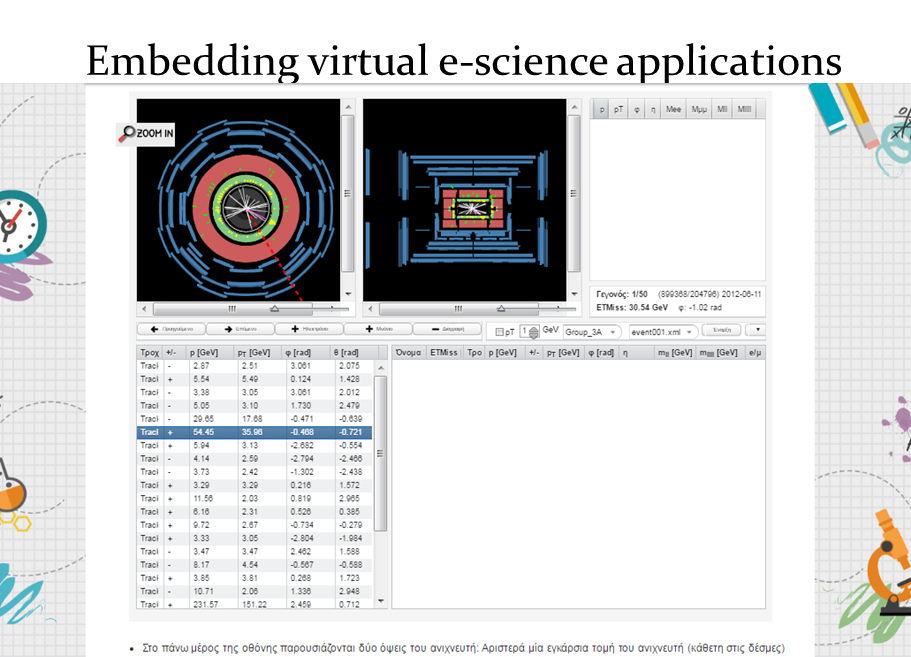 Embedding virtual e-science applications
ZOOM IN
p pT φ η Mee Mμμ Mll Mllll
Γεγονός: 1/50 (899368/204796) 2012-06-11
ETMiss: 30.54 GeV φ: -1.02 rad
Προηγούμενο Επόμενο Ηλεκτρόνιο Μιόνιο Διαγραφή pT 1 GeV Group_3A event001.xml Έναρξη
Τροχ +/- p [GeV] pT [GeV] φ [rad] θ [rad]
Tracl - 2.87 2.51 3.061 2.075
Tracl + 5.54 5.49 0.124 1.428
Tracl - 3.38 3.05 3.061 2.012
Tracl - 5.05 3.10 1.730 2.479
Tracl - 29.65 17.68 -0.471 -0.639
Tracl + 54.45 35.96 -0.468 -0.721
Tracl + 5.94 3.13 -2.682 -0.554
Tracl - 4.14 2.59 -2.794 -2.466
Tracl - 3.73 2.42 -1.302 -2.438
Tracl + 3.29 3.29 0.216 1.572
Tracl + 11.56 2.03 0.819 2.965
Tracl + 6.16 2.31 0.526 0.385
Tracl + 9.72 2.67 -0.734 -0.279
Tracl + 3.33 3.05 -2.804 -1.984
Tracl - 3.47 3.47 2.462 1.588
Tracl - 8.17 4.54 -0.567 -0.588
Tracl + 3.85 3.81 0.268 1.723
Tracl - 10.71 2.06 1.336 2.948
Tracl + 231.57 151.22 2.459 0.712
Όνομα ETMiss Τρο p [GeV] +/- pT [GeV] φ [rad] η mll [GeV] mllll [GeV] e/μ
• Στο πάνω μέρος της οθόνης παρουσιάζονται δύο όψεις του ανιχνευτή: Αριστερά μία εγκάρσια τομή του ανιχνευτή (κάθετη στις δέσμες)